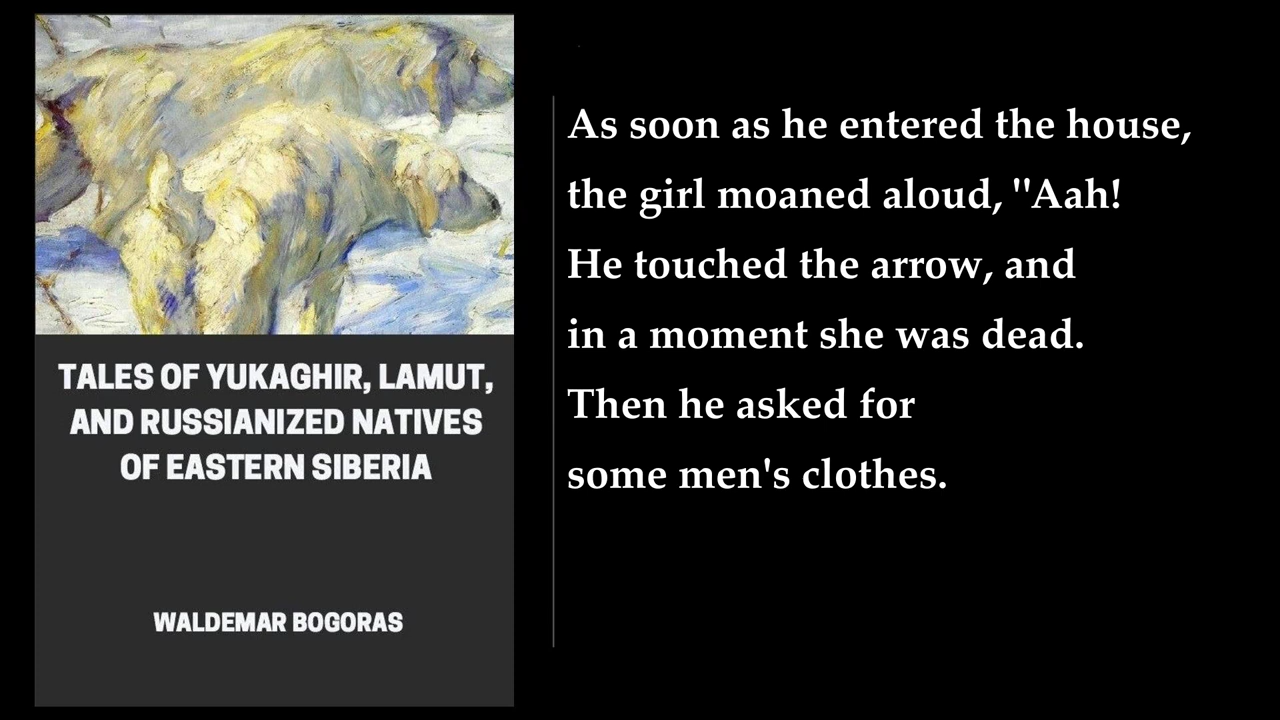 TALES OF YUKAGHIR, LAMUT,
AND RUSSIANIZED NATIVES
OF EASTERN SIBERIA
WALDEMAR BOGORAS
As soon as he entered the house,
the girl moaned aloud, "Aah!
He touched the arrow, and
in a moment she was dead.
Then he asked for
some men's clothes.